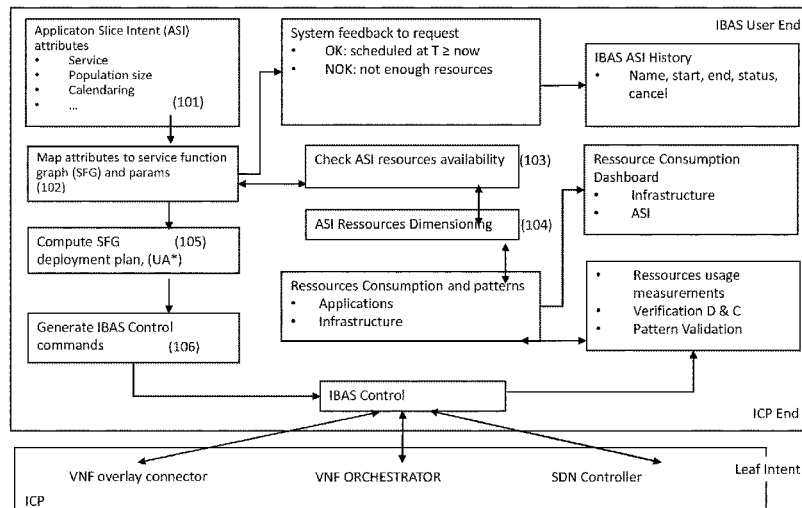 IBAS User End
Applicaton Slice Intent (ASI)
attributes
• Service
• Population size
• Calendaring
• ...
(101)
System feedback to request
• OK: scheduled at T ≥ now
• NOK: not enough resources
IBAS ASI History
• Name, start, end, status,
cancel
Map attributes to service function
graph (SFG) and params
(102)
Check ASI resources availability
(103)
Ressource Consumption
Dashboard
• Infrastructure
• ASI
ASI Ressources Dimensioning
(104)
Compute SFG (105)
deployment plan, (UA*)
Ressources Consumption and patterns
• Applications
• Infrastructure
• Ressources usage
measurements
• Verification D & C
• Pattern Validation
Generate IBAS Control
commands (106)
IBAS Control
ICP End
VNF overlay connector
VNF ORCHESTRATOR
SDN Controller
Leaf Intent
ICP